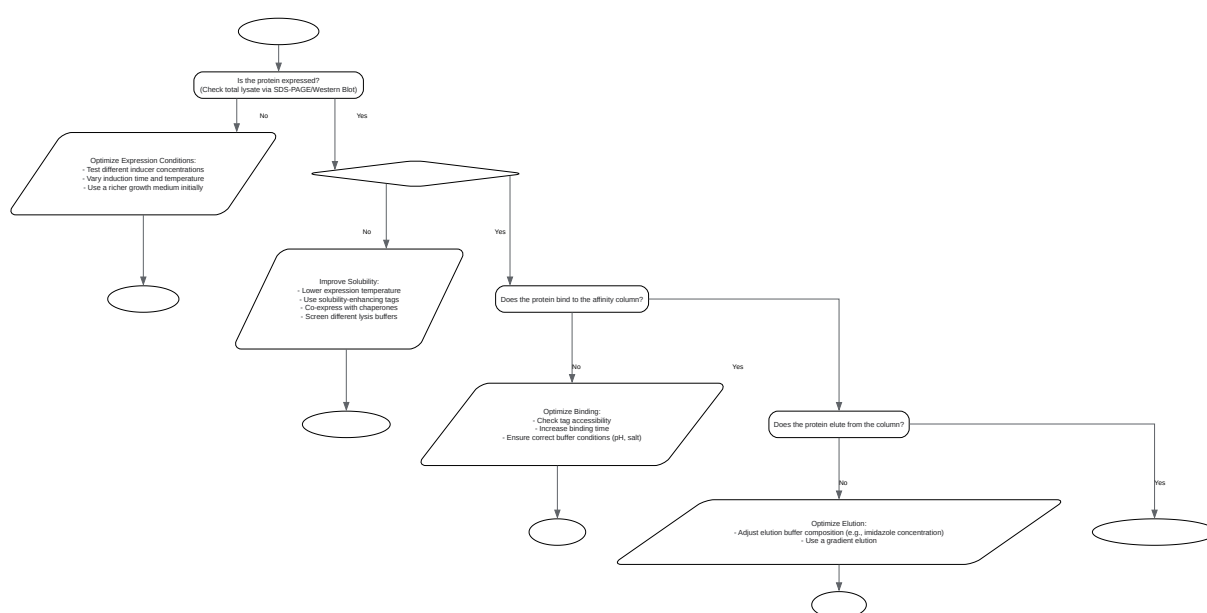 Is the protein expressed?
(Check total lysate via SDS-PAGE/Western Blot)
No
Yes
Optimize Expression Conditions:
- Test different inducer concentrations
- Vary induction time and temperature
- Use a richer growth medium initially
No
Yes
Improve Solubility:
- Lower expression temperature
- Use solubility-enhancing tags
- Co-express with chaperones
- Screen different lysis buffers
Does the protein bind to the affinity column?
No
Yes
Optimize Binding:
- Check tag accessibility
- Increase binding time
- Ensure correct buffer conditions (pH, salt)
Does the protein elute from the column?
No
Yes
Optimize Elution:
- Adjust elution buffer composition (e.g., imidazole concentration)
- Use a gradient elution